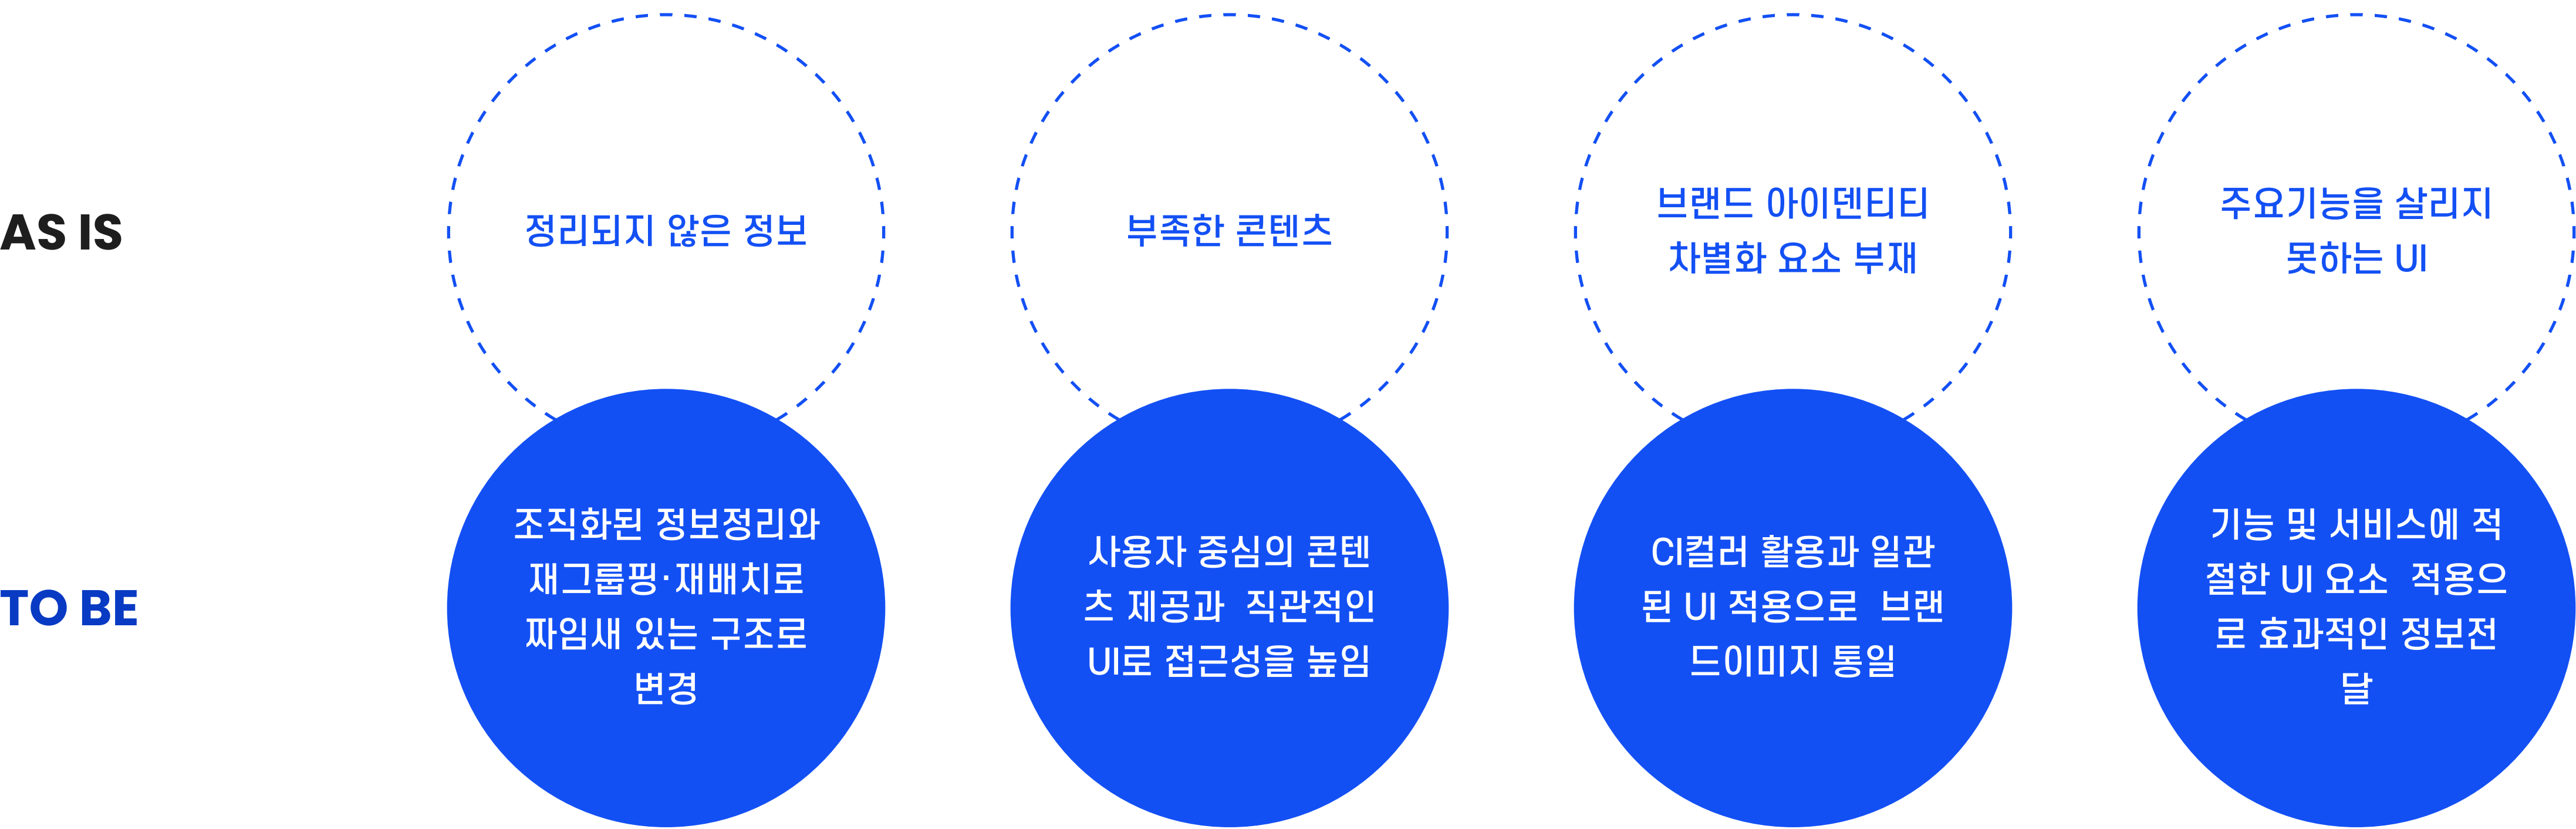 AS IS
정리되지 않은 정보
부족한 콘텐츠
브랜드 아이덴티티
차별화 요소 부재
주요기능을 살리지
못하는 UI
TO BE
조직화된 정보정리와
재그룹핑·재배치로
짜임새 있는 구조로
변경
사용자 중심의 콘텐
츠 제공과  직관적인
UI로 접근성을 높임
CI컬러 활용과 일관
된 UI 적용으로  브랜
드이미지 통일
기능 및 서비스에 적
절한 UI 요소  적용으
로 효과적인 정보전
달